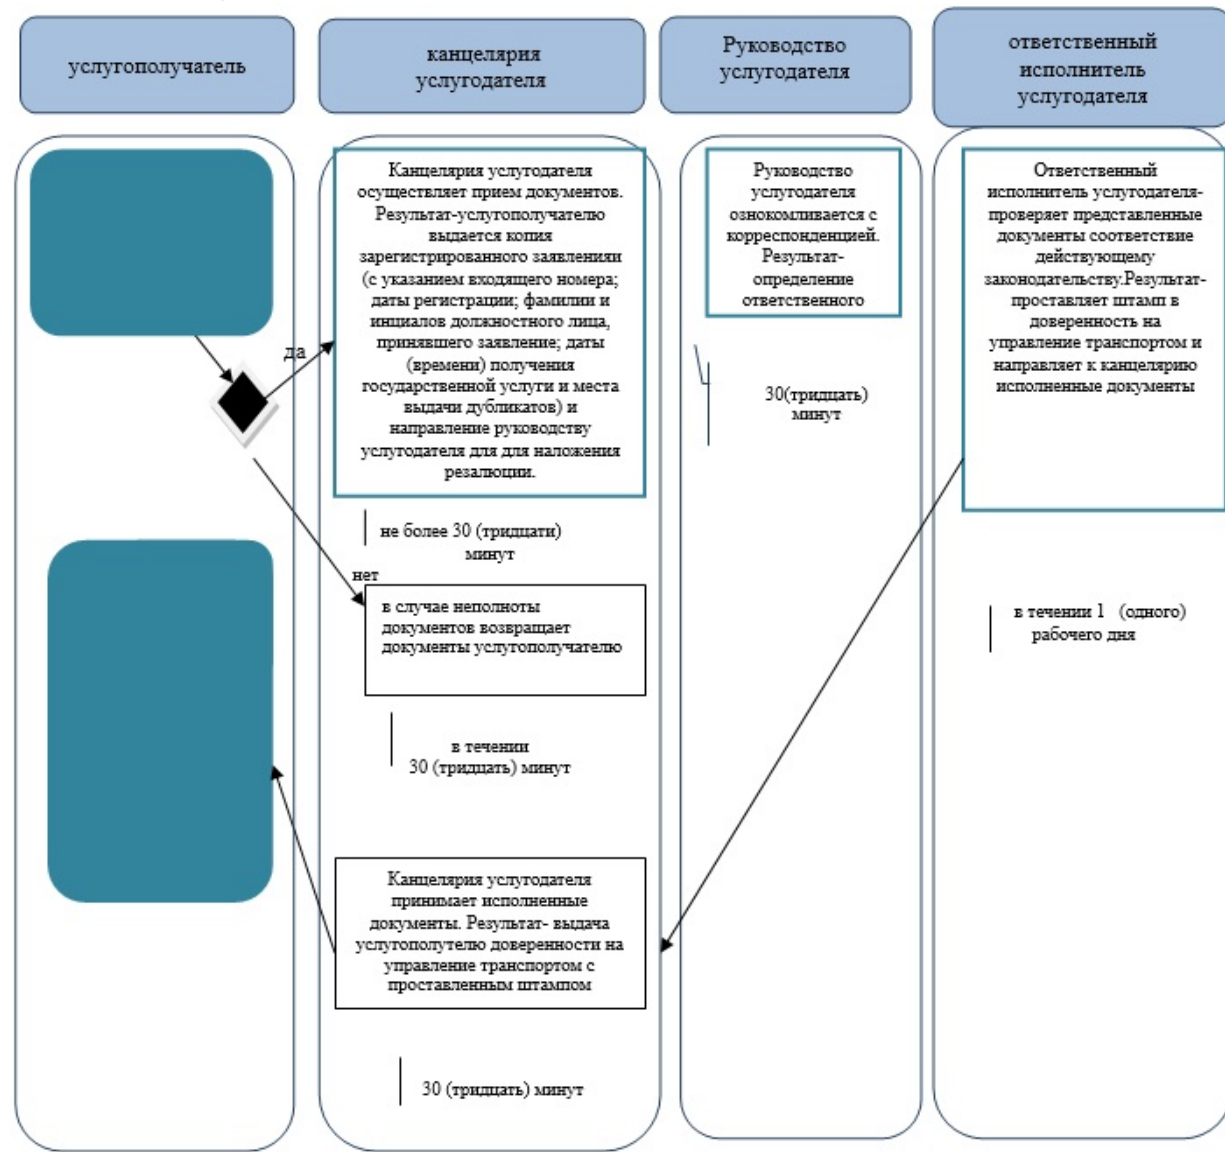 услугополучатель
канцелярия
услугодателя
Руководство
услугодателя
ответственный
исполнитель
услугодателя
Канцелярия услугодателя
осуществляет прием документов.
Результат-услугополучателю
выдается копия
зарегистрированного заявленияи
(с указанием входящего номера;
даты регистрации; фамилии и
инциалов должностного лица,
принявшего заявление; даты
(времени) получения
государственной услуги и места
выдачи дубликатов) и
направление руководству
услугодателя для для наложения
резалюции.
не более 30 (тридцати)
минут
да
нет
в случае неполноты
документов возвращает
документы услугополучателю
в течении
30 (тридцать) минут
Канцелярия услугодателя
принимает исполненные
документы. Результат- выдача
услугополутелю доверенности на
управление транспортом с
проставленным штампом
30 (тридцать) минут
Руководство
услугодателя
ознокомливается с
корреспонденцией.
Результат-
определение
ответственного
30(тридцать)
минут
Ответственный
исполнитель услугодателя-
проверяет представленные
документы соответствие
действующему
законодательству.Результат-
проставляет штамп в
доверенность на
управление транспортом и
направляет к канцелярию
исполненные документы
в течении 1 (одного)
рабочего дня